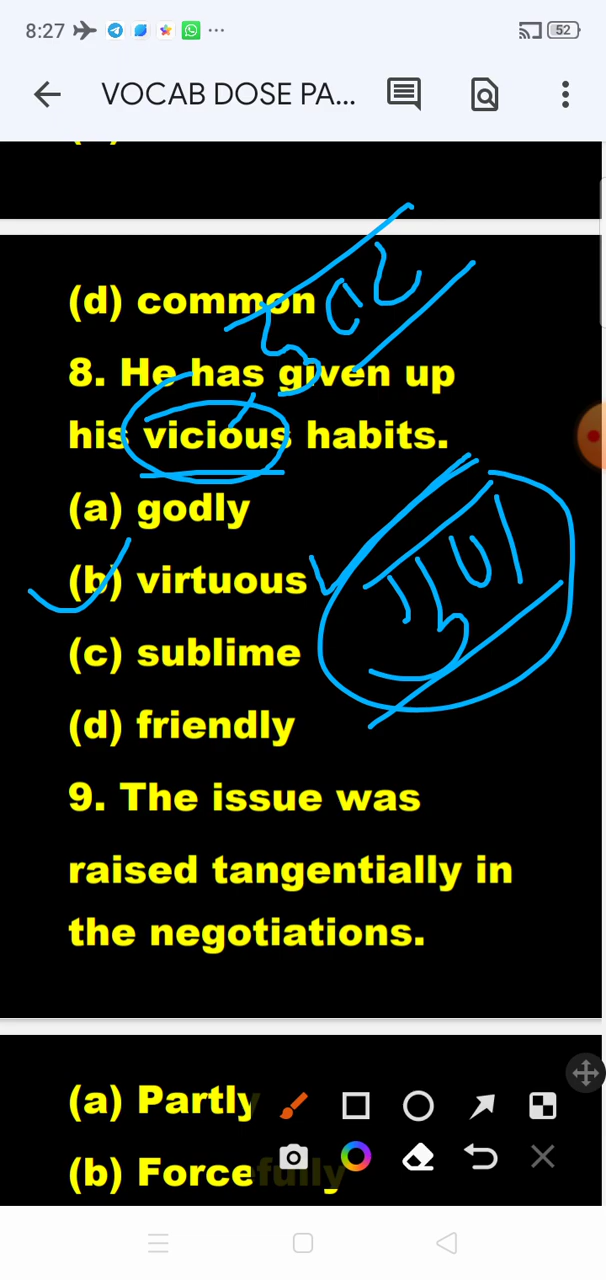 8:27
52
VOCAB DOSE PA...
(d) common
8. He has given up
his vicious habits.
(a) godly
(b) virtuous
(c) sublime
(d) friendly
9. The issue was
raised tangentially in
the negotiations.
(a) Partly
(b) Forcefully